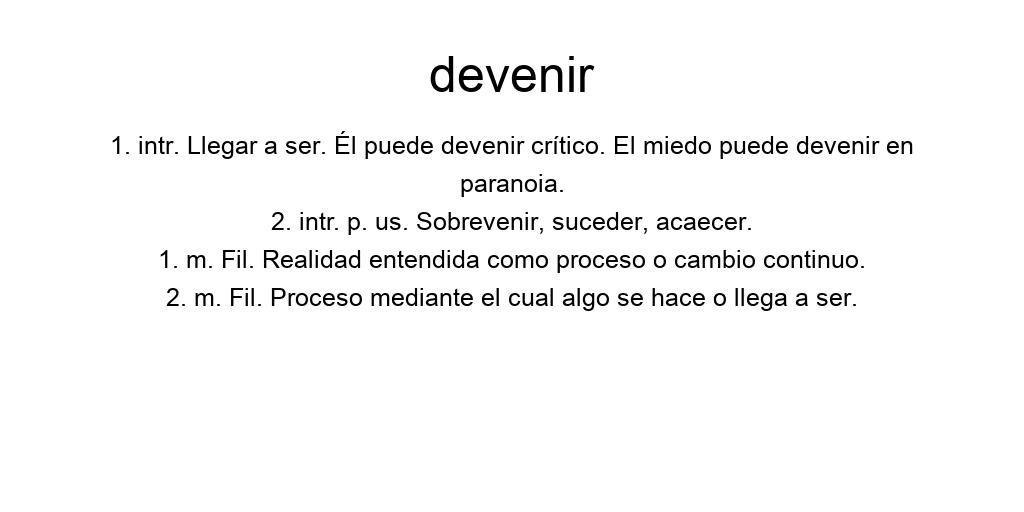 devenir
1. intr. Llegar a ser. Él puede devenir crítico. El miedo puede devenir en
paranoia.
2. intr. p. us. Sobrevenir, suceder, acaecer.
1. m. Fil. Realidad entendida como proceso o cambio continuo.
2. m. Fil. Proceso mediante el cual algo se hace o llega a ser.